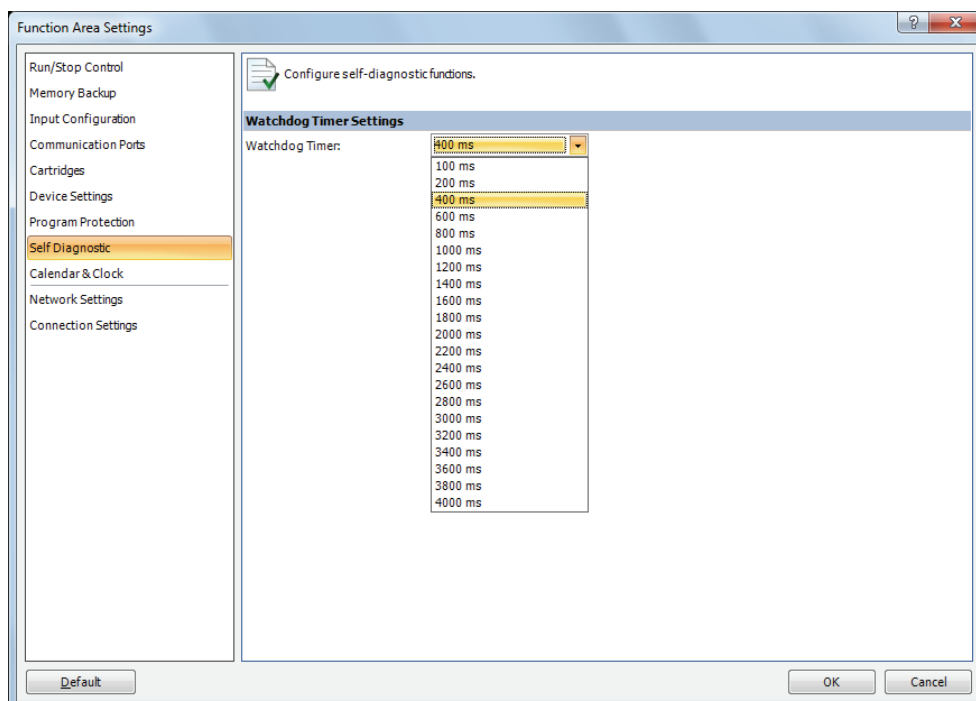 Function Area Settings
?
X
Run/Stop Control
Memory Backup
Input Configuration
Communication Ports
Cartridges
Device Settings
Program Protection
Self Diagnostic
Calendar & Clock
Network Settings
Connection Settings
Configure self-diagnostic functions.
Watchdog Timer Settings
Watchdog Timer:
400 ms
100 ms
200 ms
400 ms
600 ms
800 ms
1000 ms
1200 ms
1400 ms
1600 ms
1800 ms
2000 ms
2200 ms
2400 ms
2600 ms
2800 ms
3000 ms
3200 ms
3400 ms
3600 ms
3800 ms
4000 ms
Default
OK
Cancel